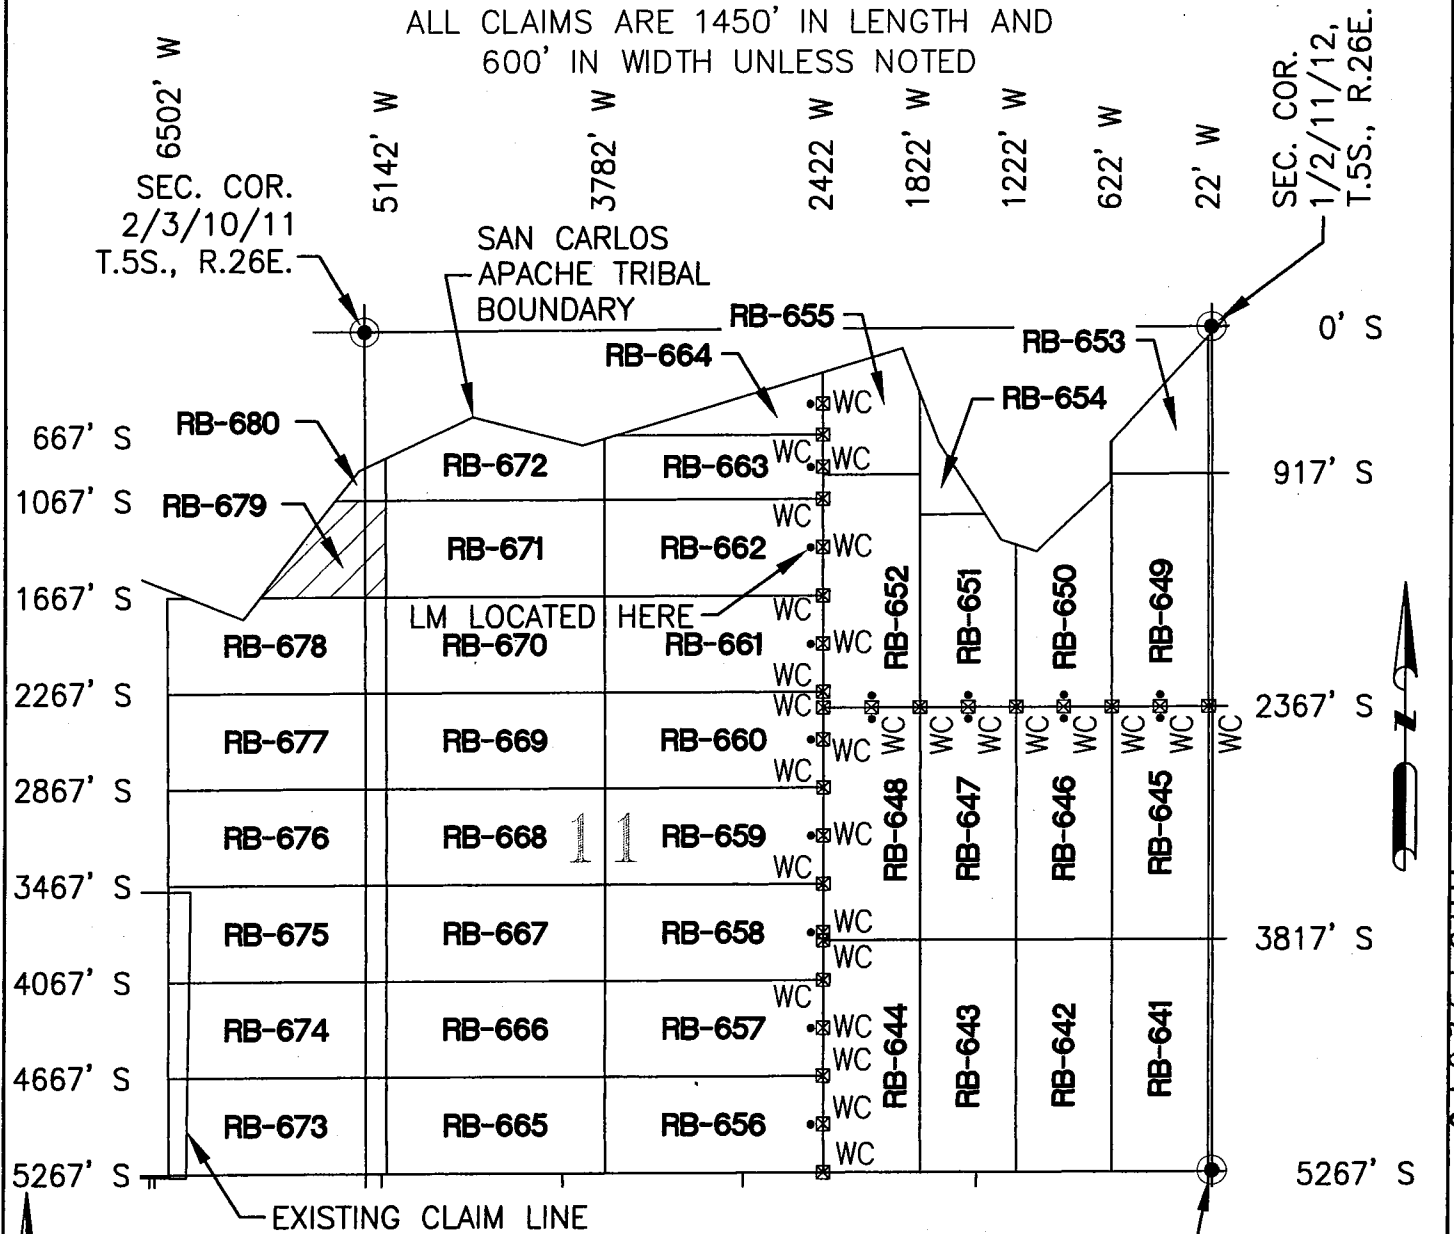 ALL CLAIMS ARE 1450' IN LENGTH AND
600' IN WIDTH UNLESS NOTED
6502' W
5142' W
3782' W
2422 W
1822' W
1222' W
622' W
22' W
SEC. COR.
1/2/11/12,
T.5S., R.26E.
SEC. COR.
2/3/10/11
T.5S., R.26E.
SAN CARLOS
APACHE TRIBAL
BOUNDARY
RB-655
0' S
RB-653
RB-664
WC
RB-654
RB-680
667' S
RB-672
RB-663
WC
WC
917' S
RB-679
1067' S
WC
RB-671
RB-662
WC
1667' S
LM LOCATED HERE
WC
RB-652
RB-651
RB-650
RB-649
RB-678
RB-670
RB-661
WC
WC
2267' S
WC
2367' S
RB-677
RB-669
RB-660
WC
WC
WC
WC
WC
WC
WC
WC
WC
WC
2867' S
N
RB-676
RB-668
11
RB-659
WC
RB-648
RB-647
RB-646
RB-645
WC
3467' S
RB-675
RB-667
RB-658
WC
WC
3817' S
4067' S
WC
RB-674
RB-666
RB-657
WC
WC
RB-644
RB-643
RB-642
RB-641
4667' S
RB-673
RB-665
RB-656
WC
WC
5267' S
5267' S
EXISTING CLAIM LINE